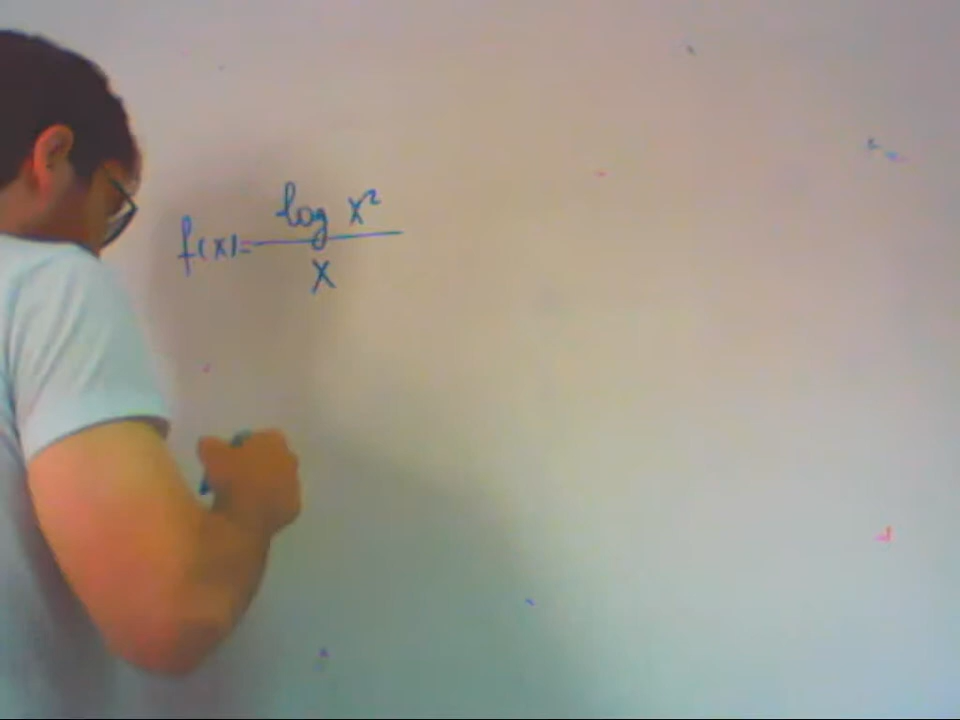 f(x)= log x²
x